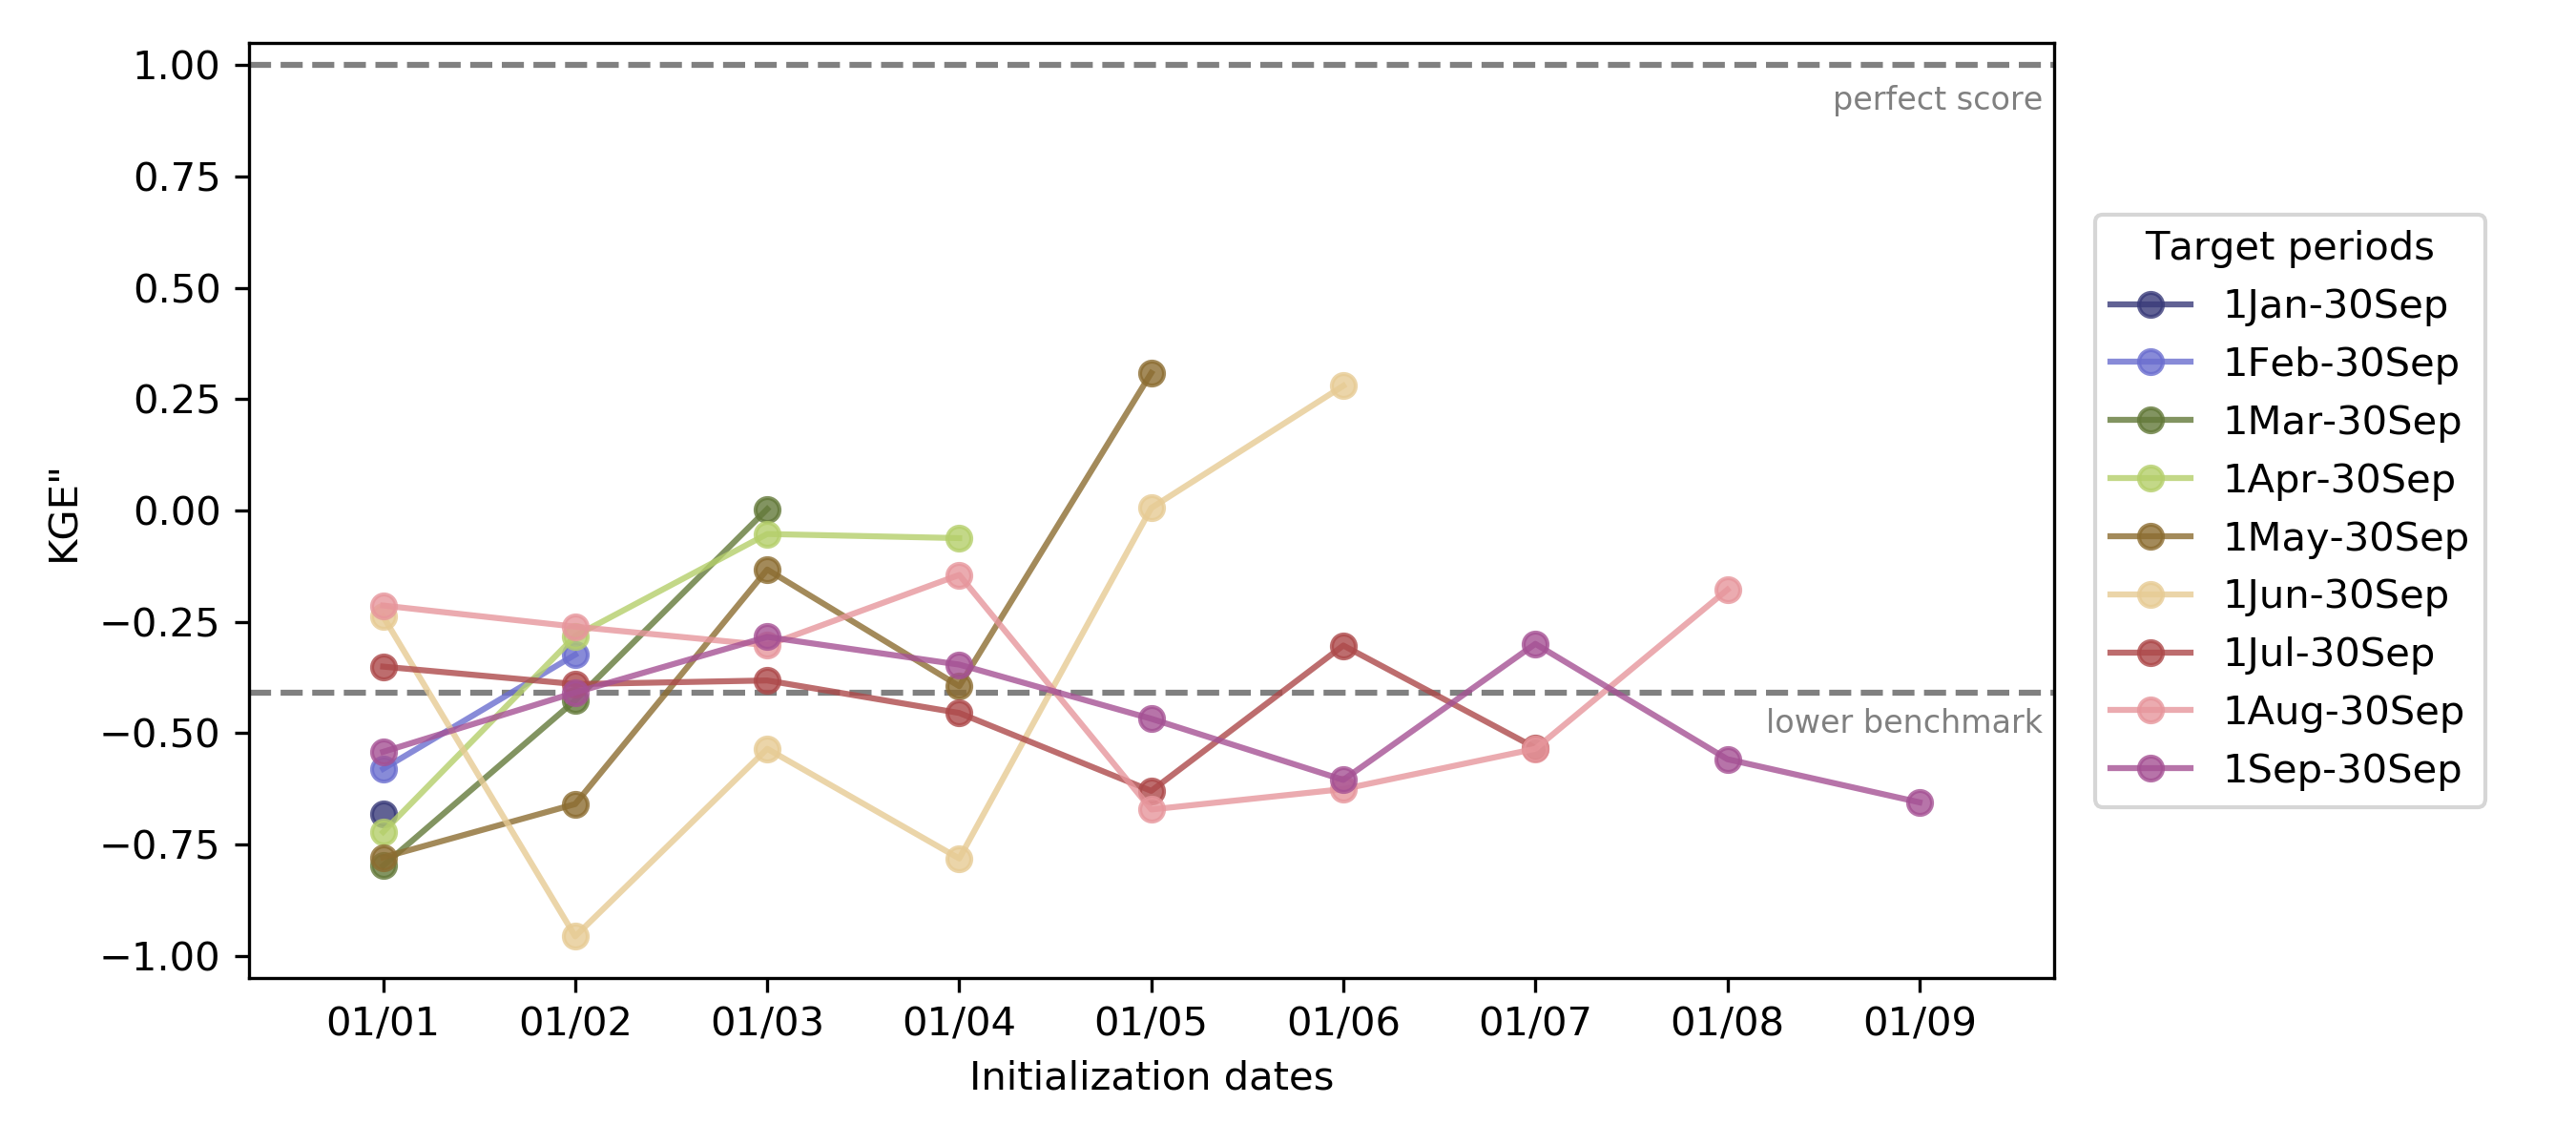 1.00
0.75
0.50
0.25
0.00
−0.25
−0.50
−0.75
−1.00
KGE"
perfect score
lower benchmark
01/01 01/02 01/03 01/04 01/05 01/06 01/07 01/08 01/09
Initialization dates
Target periods
1Jan-30Sep
1Feb-30Sep
1Mar-30Sep
1Apr-30Sep
1May-30Sep
1Jun-30Sep
1Jul-30Sep
1Aug-30Sep
1Sep-30Sep